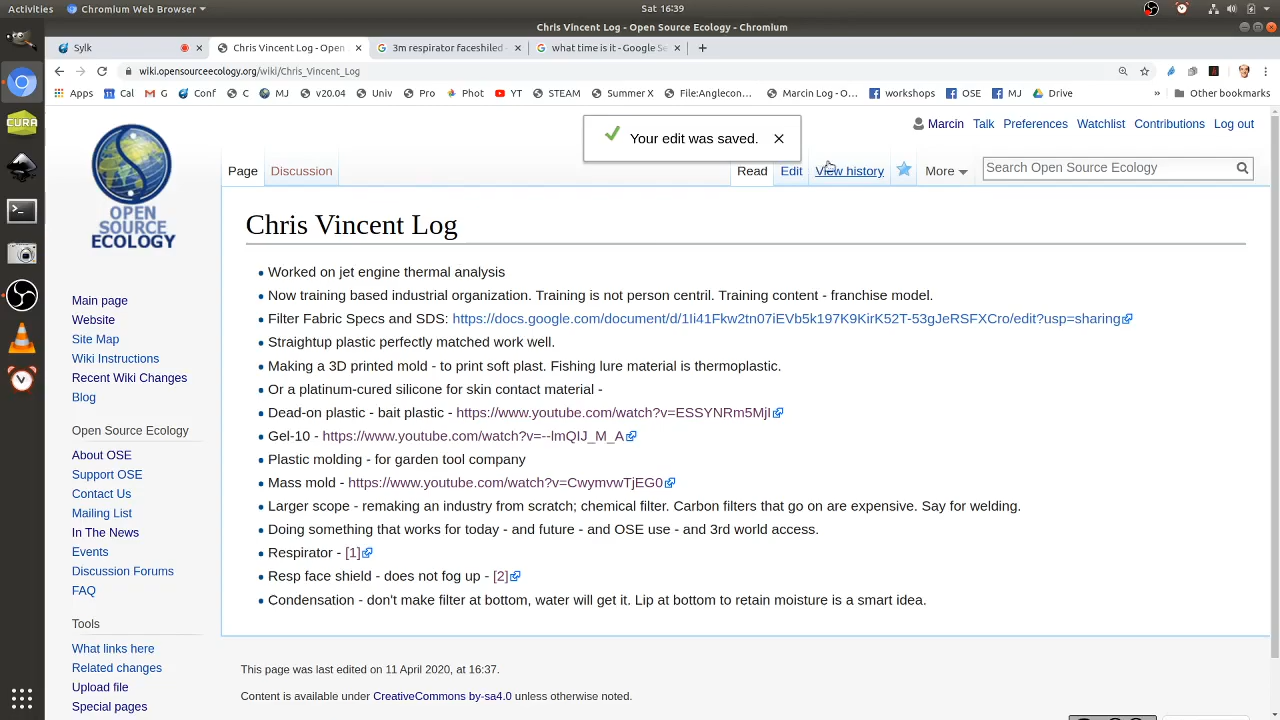 Activities Chromium Web Browser Sat 16:39
Chris Vincent Log - Open Source Ecology - Chromium
Sylk Chris Vincent Log - Open 3m respirator faceshiled - what time is it - Google Se
wiki.opensourceecology.org/wiki/Chris_Vincent_Log
Apps Cal G Conf C MJ v20.04 Univ Pro Phot YT STEAM Summer X File:Anglecon... Marcin Log - O... workshops OSE MJ Drive » Other bookmarks
Marcin Talk Preferences Watchlist Contributions Log out
Your edit was saved.
Page Discussion Read Edit View history More Search Open Source Ecology
OPEN
SOURCE
ECOLOGY
Chris Vincent Log
Worked on jet engine thermal analysis
Now training based industrial organization. Training is not person centril. Training content - franchise model.
Filter Fabric Specs and SDS: https://docs.google.com/document/d/1Ii41Fkw2tn07iEVb5k197K9KirK52T-53gJeRSFXCro/edit?usp=sharing
Straightup plastic perfectly matched work well.
Making a 3D printed mold - to print soft plast. Fishing lure material is thermoplastic.
Or a platinum-cured silicone for skin contact material -
Dead-on plastic - bait plastic - https://www.youtube.com/watch?v=ESSYNRm5MjI
Gel-10 - https://www.youtube.com/watch?v=--lmQIJ_M_A
Plastic molding - for garden tool company
Mass mold - https://www.youtube.com/watch?v=CwymvwTjEG0
Larger scope - remaking an industry from scratch; chemical filter. Carbon filters that go on are expensive. Say for welding.
Doing something that works for today - and future - and OSE use - and 3rd world access.
Respirator - [1]
Resp face shield - does not fog up - [2]
Condensation - don't make filter at bottom, water will get it. Lip at bottom to retain moisture is a smart idea.
Main page
Website
Site Map
Wiki Instructions
Recent Wiki Changes
Blog
Open Source Ecology
About OSE
Support OSE
Contact Us
Mailing List
In The News
Events
Discussion Forums
FAQ
Tools
What links here
Related changes
Upload file
Special pages
This page was last edited on 11 April 2020, at 16:37.
Content is available under CreativeCommons by-sa4.0 unless otherwise noted.
CURA